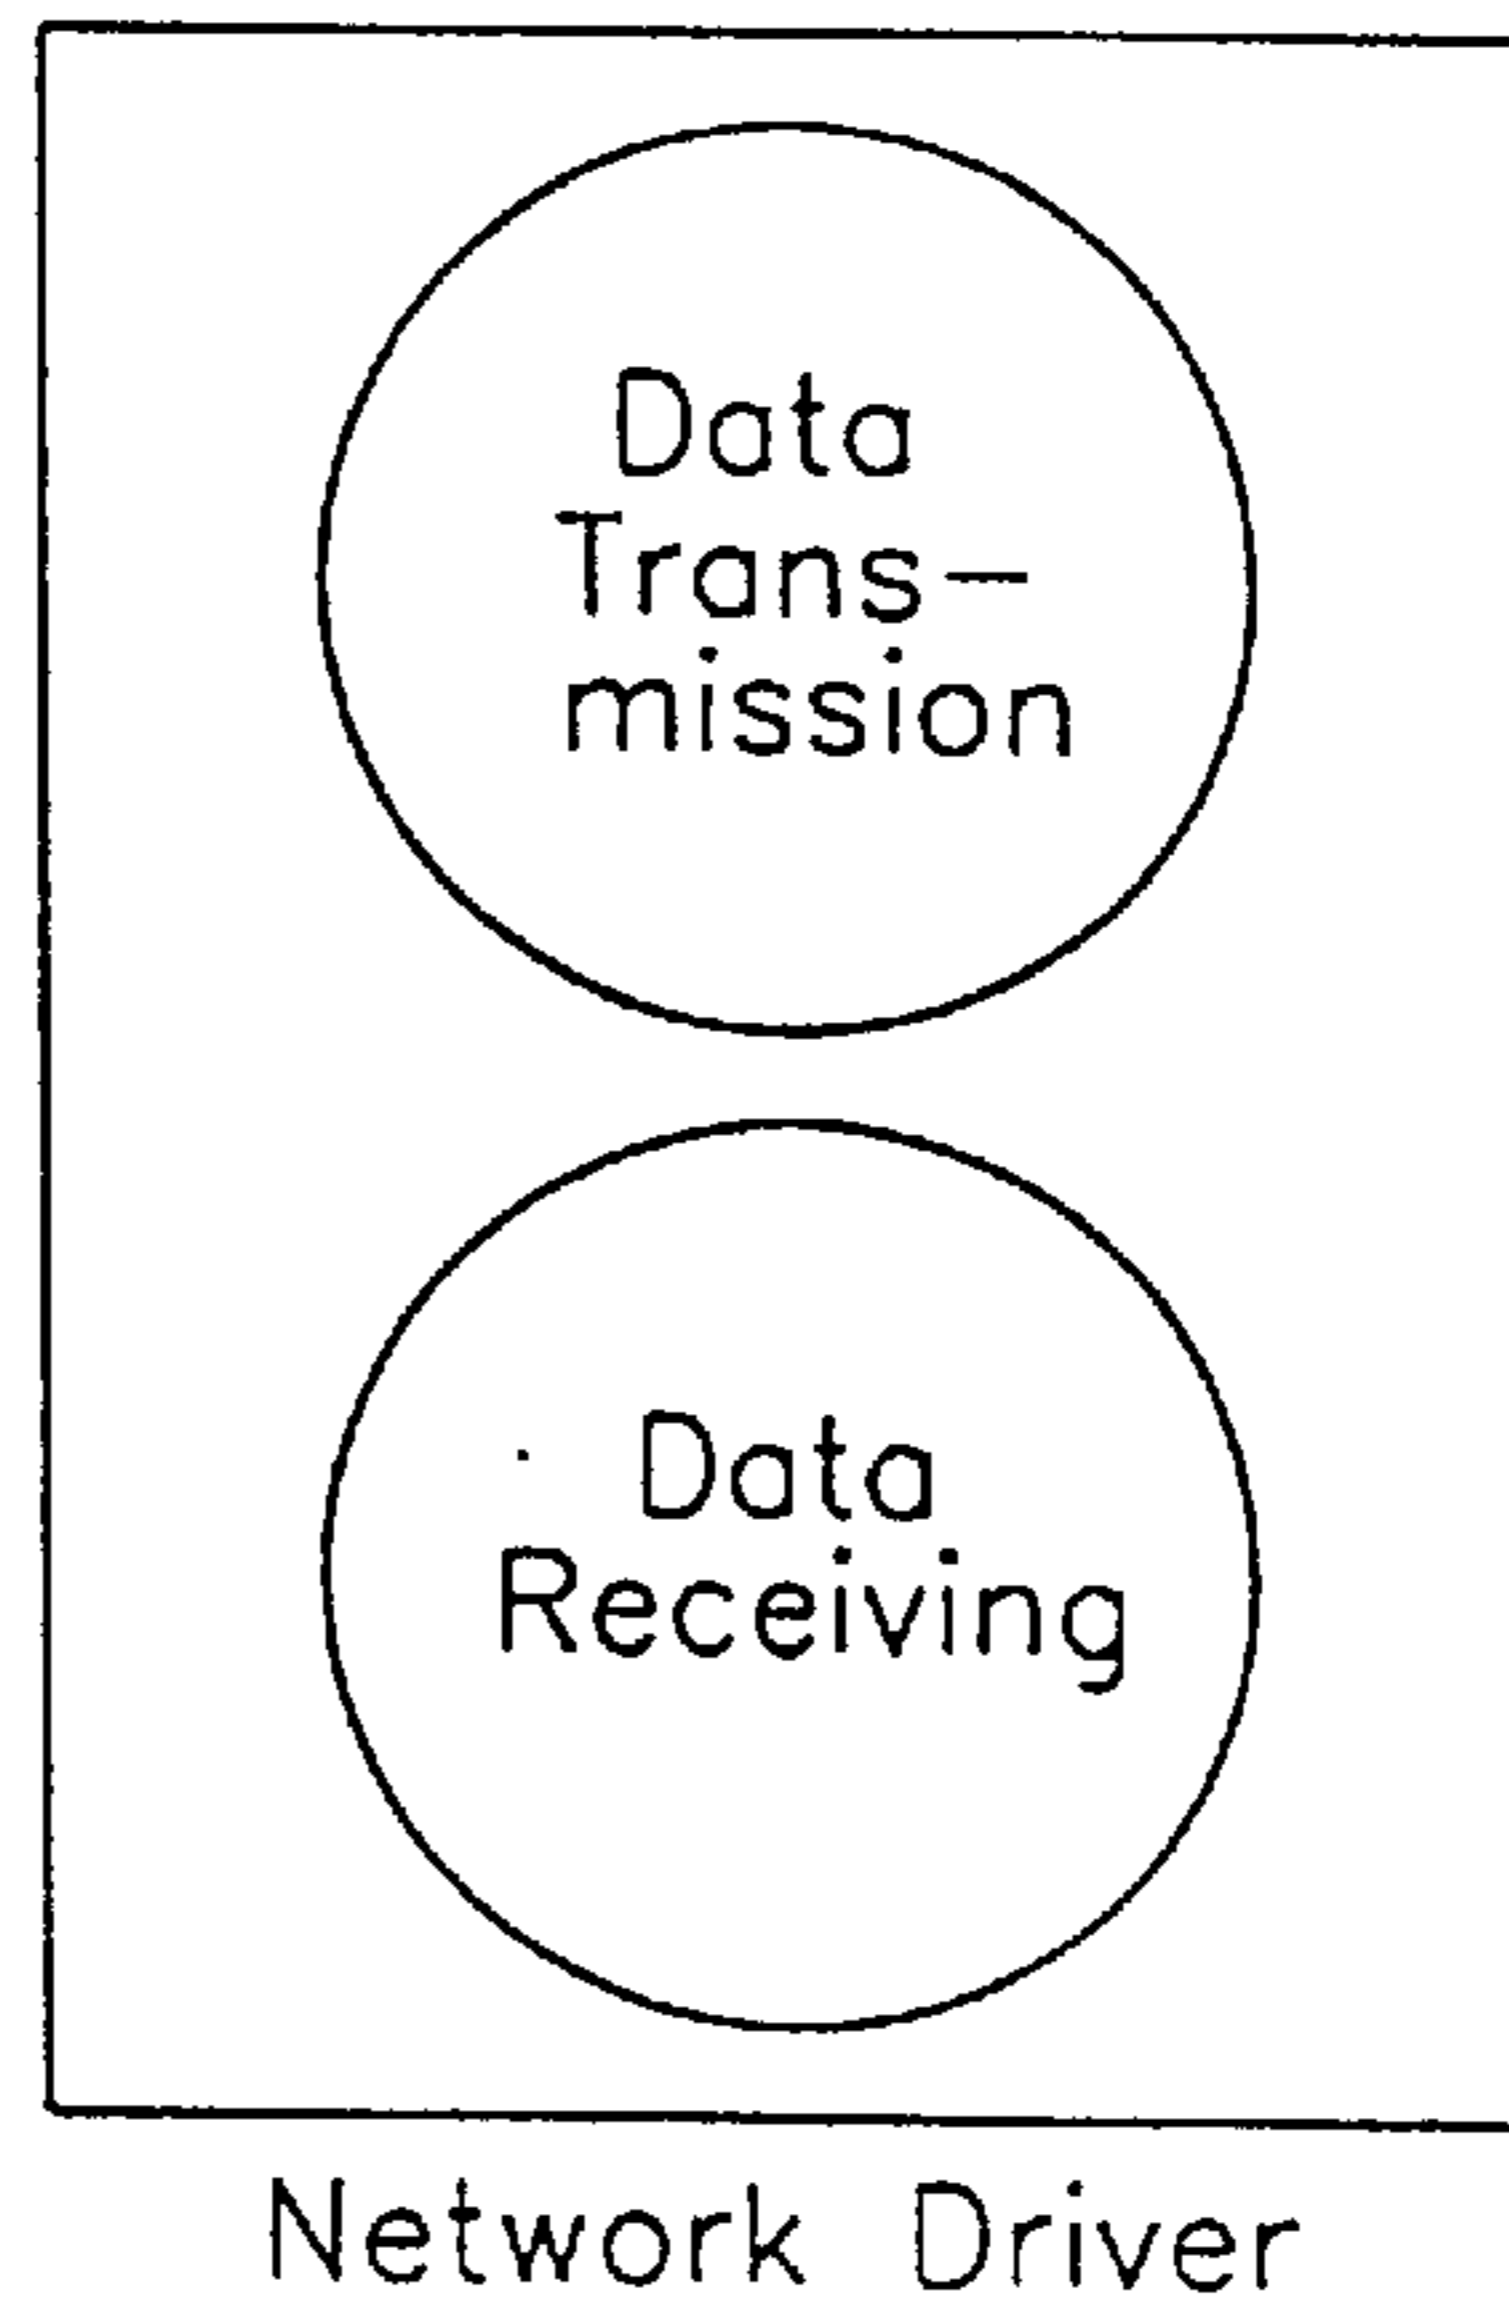 Data
Trans-
mission
Data
Receiving
Network Driver